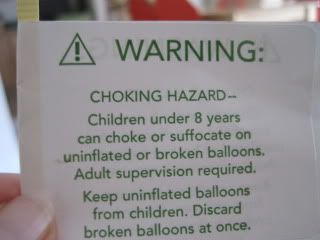 WARNING:
CHOKING HAZARD--
Children under 8 years
can choke or suffocate on
uninflated or broken balloons.
Adult supervision required.
Keep uninflated balloons
from children. Discard
broken balloons at once.